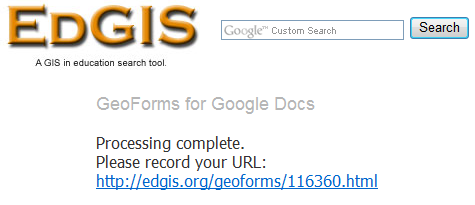 EDGIS
Google™ Custom Search
Search
A GIS in education search tool.
GeoForms for Google Docs
Processing complete.
Please record your URL:
http://edgis.org/geoforms/116360.html